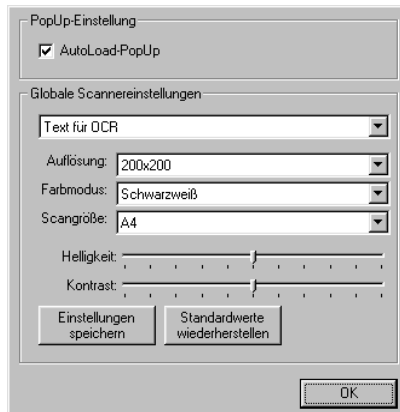 PopUp-Einstellung
AutoLoad-PopUp
Globale Scannereinstellungen
Text für OCR
Auflösung: 200x200
Farbmodus: Schwarzweiß
Scangröße: A4
Helligkeit:
Kontrast:
Einstellungen speichern
Standardwerte wiederherstellen
OK